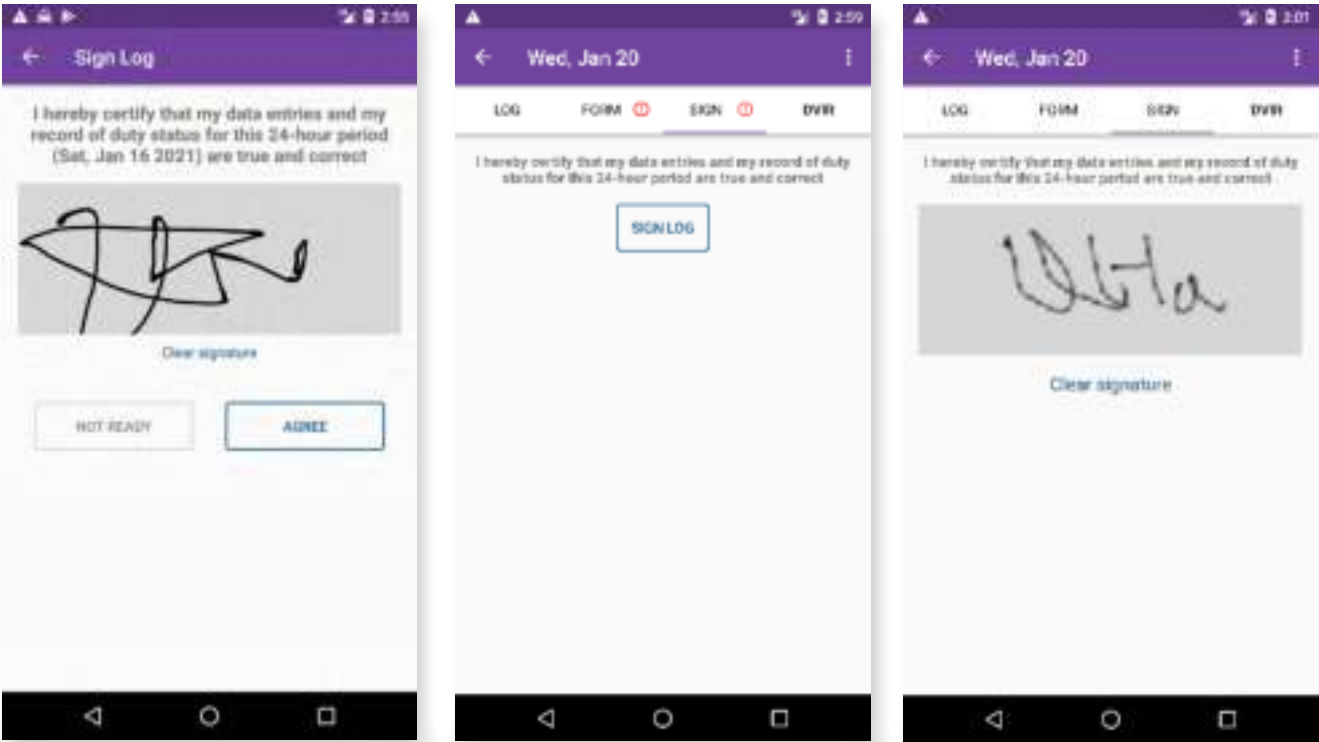 2:55
Sign Log
I hereby certify that my data entries and my
record of duty status for this 24-hour period
(Sat, Jan 16 2021) are true and correct
Clear signature
NOT READY AGREE
2:59
Wed, Jan 20
LOG FORM SIGN DVIR
I hereby certify that my data entries and my record of duty
status for this 24-hour period are true and correct
SIGN LOG
Wed, Jan 20
LOG FORM SIGN DVIR
I hereby certify that my data entries and my record of duty
status for this 24-hour period are true and correct
Clear signature